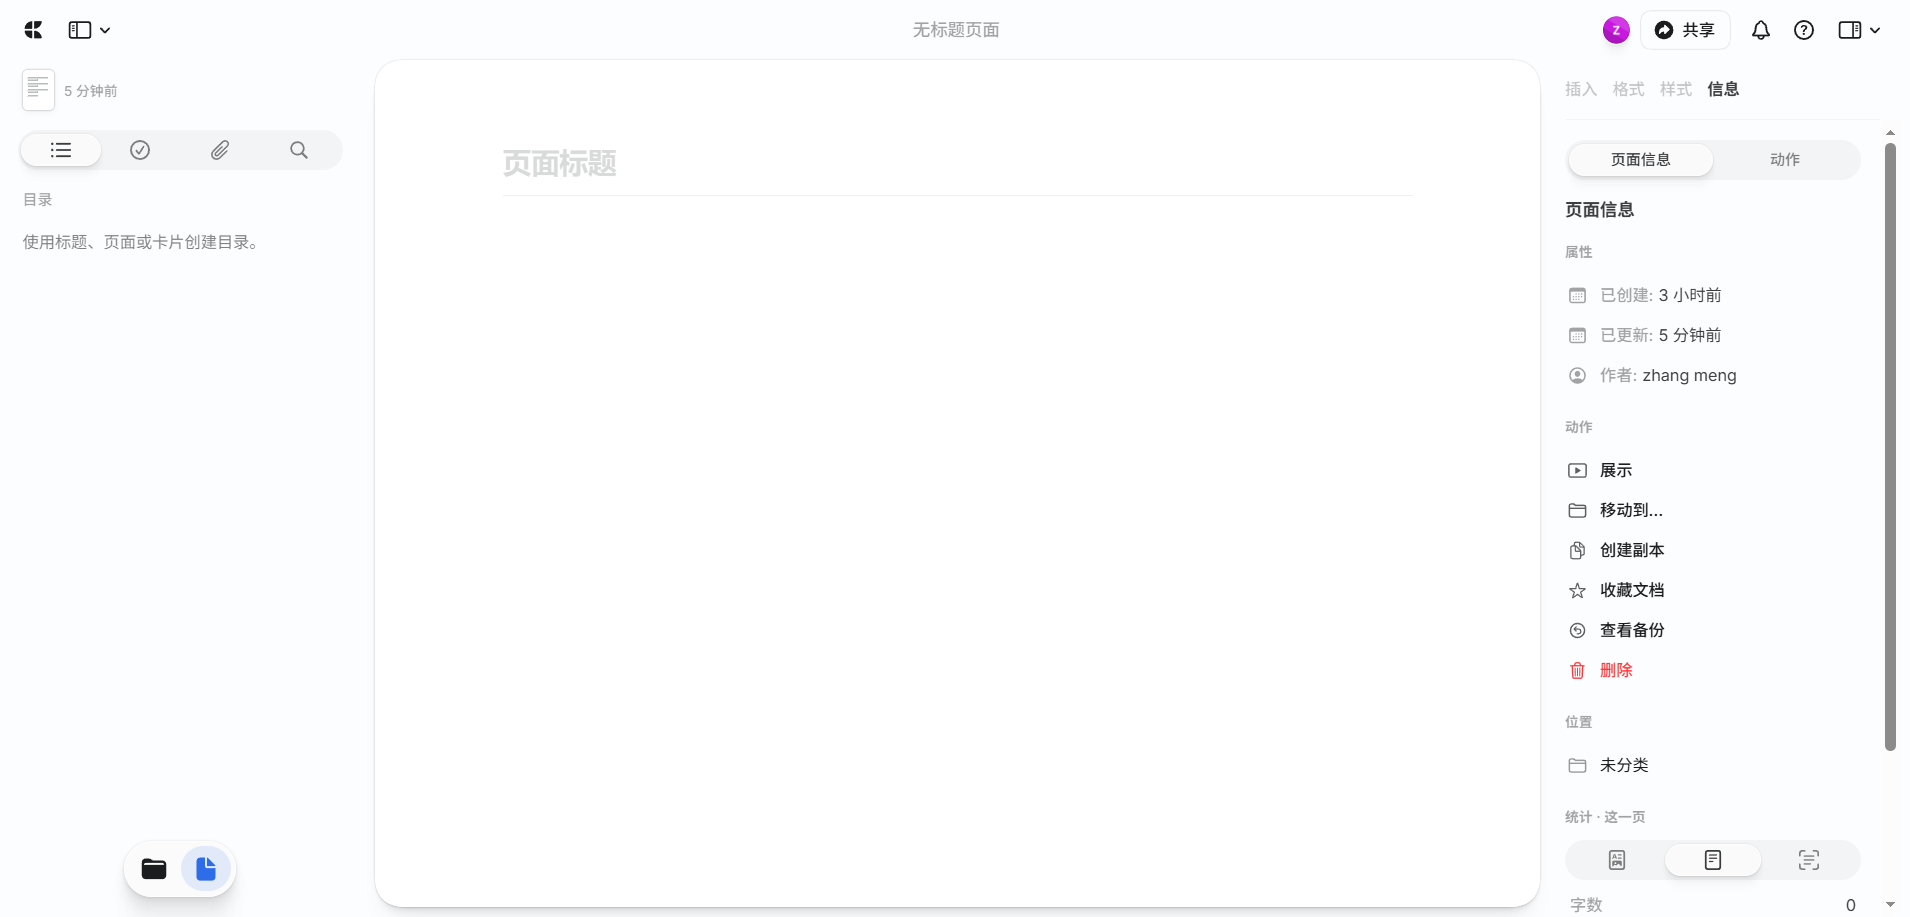 无标题页面
Z
共享
5 分钟前
目录
使用标题、页面或卡片创建目录。
页面标题
插入 格式 样式 信息
页面信息 动作
页面信息
属性
已创建: 3 小时前
已更新: 5 分钟前
作者: zhang meng
动作
展示
移动到...
创建副本
收藏文档
查看备份
删除
位置
未分类
统计 · 这一页
字数 0